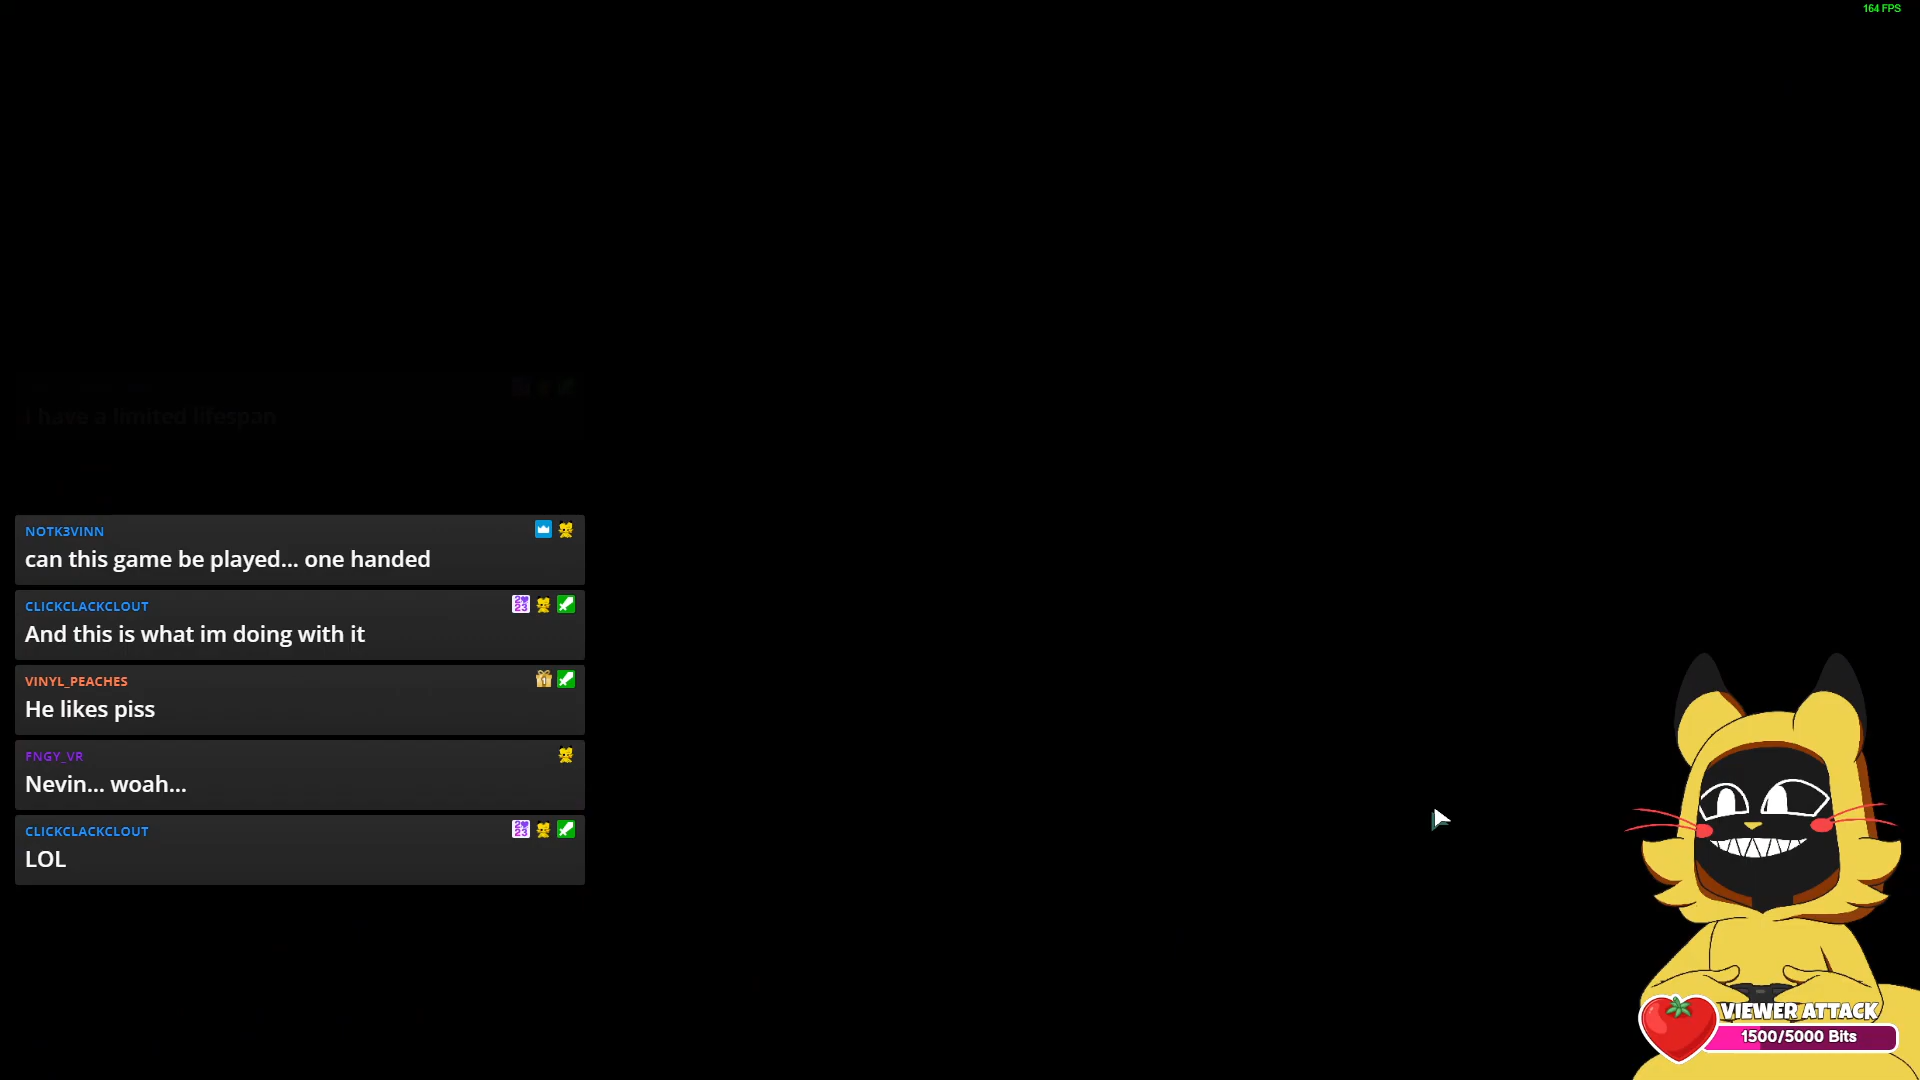 164 FPS
I have a limited lifespan
NOTK3VINN
can this game be played... one handed
CLICKCLACKCLOUT
And this is what im doing with it
VINYL_PEACHES
He likes piss
FNGY_VR
Nevin... woah...
CLICKCLACKCLOUT
LOL
VIEWER ATTACK
1500/5000 Bits